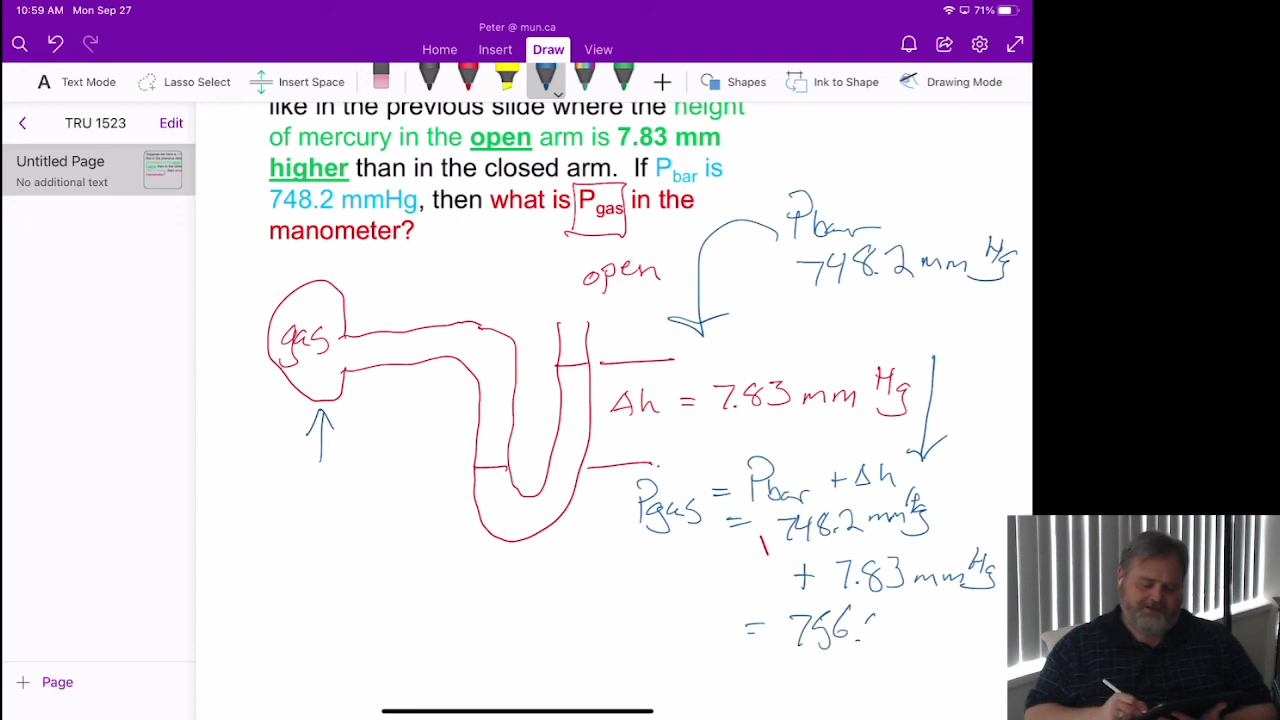 10:59 AM Mon Sep 27
71%
Peter @ mun.ca
Home Insert Draw View
Text Mode Lasso Select Insert Space Shapes Ink to Shape Drawing Mode
TRU 1523 Edit
Untitled Page
No additional text
Page
like in the previous slide where the height
of mercury in the open arm is 7.83 mm
higher than in the closed arm. If Pbar is
748.2 mmHg, then what is Pgas in the
manometer?
Pbar
748.2 mm Hg
open
gas
Δh = 7.83 mm Hg
Pgas = Pbar + Δh
= 748.2 mmHg
+ 7.83 mmHg
= 756.